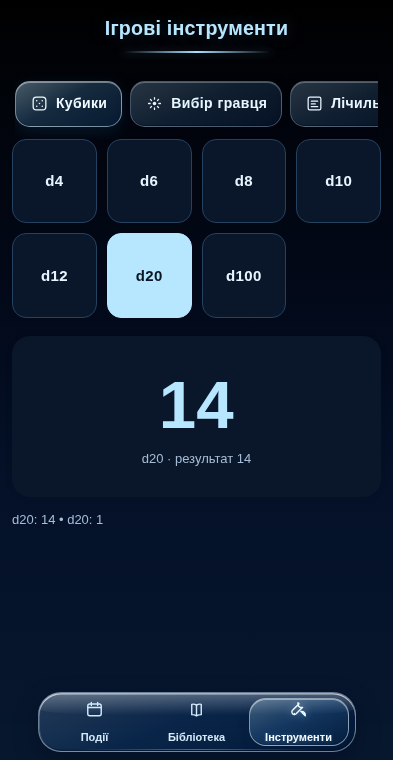 Ігрові інструменти
Кубики Вибір гравця Лічиль
d4 d6 d8 d10
d12 d20 d100
14
d20 · результат 14
d20: 14 • d20: 1
Події Бібліотека Інструменти